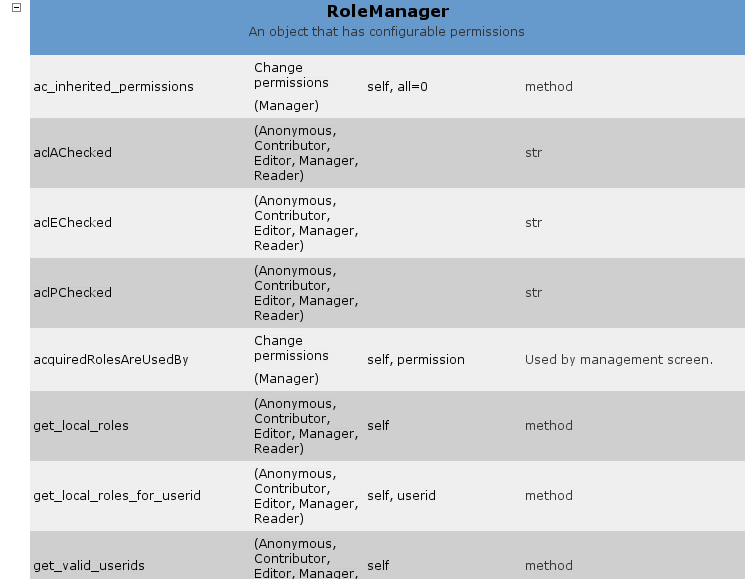 RoleManager
An object that has configurable permissions
ac_inherited_permissions
Change
permissions
(Manager)
self, all=0
method
aclAChecked
(Anonymous,
Contributor,
Editor, Manager,
Reader)
str
aclEChecked
(Anonymous,
Contributor,
Editor, Manager,
Reader)
str
aclPChecked
(Anonymous,
Contributor,
Editor, Manager,
Reader)
str
acquiredRolesAreUsedBy
Change
permissions
(Manager)
self, permission
Used by management screen.
get_local_roles
(Anonymous,
Contributor,
Editor, Manager,
Reader)
self
method
get_local_roles_for_userid
(Anonymous,
Contributor,
Editor, Manager,
Reader)
self, userid
method
get_valid_userids
(Anonymous,
Contributor,
Editor, Manager,
self
method